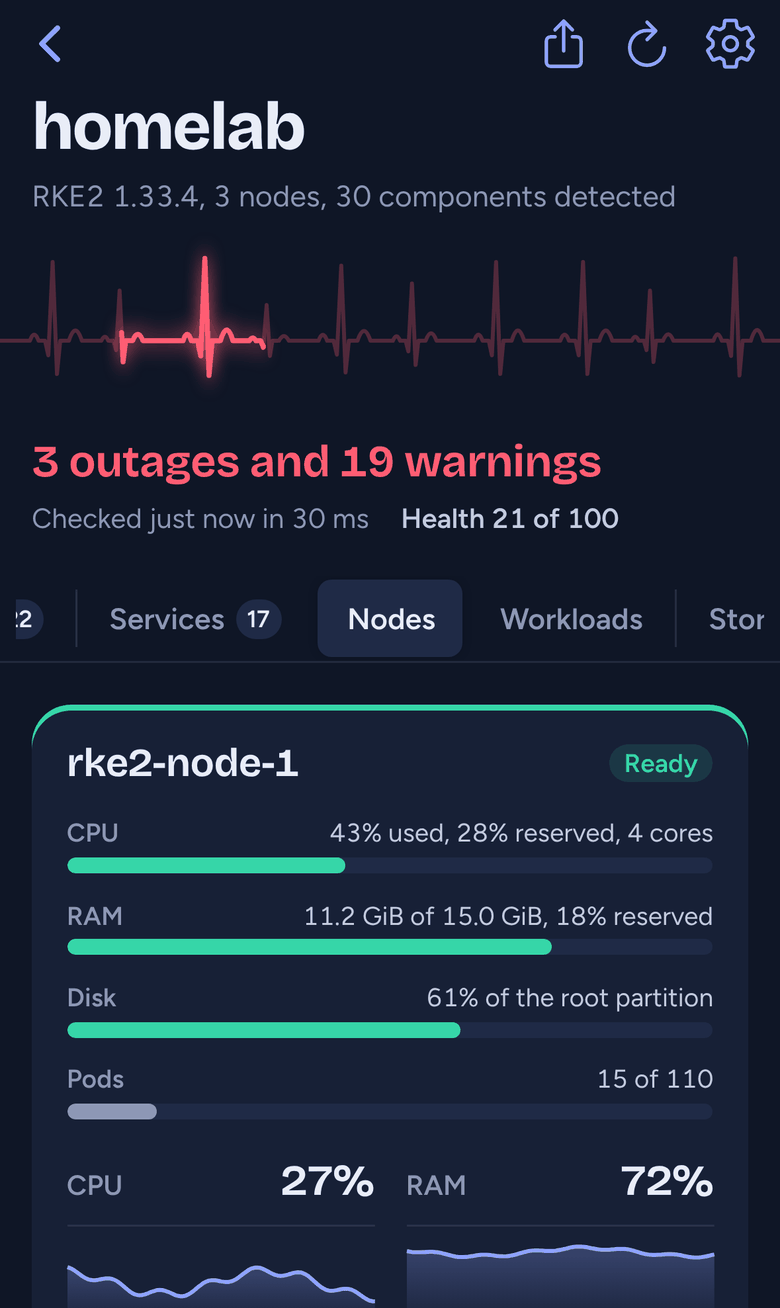 homelab
RKE2 1.33.4, 3 nodes, 30 components detected
3 outages and 19 warnings
Checked just now in 30 ms Health 21 of 100
Services 17 Nodes Workloads
rke2-node-1 Ready
CPU 43% used, 28% reserved, 4 cores
RAM 11.2 GiB of 15.0 GiB, 18% reserved
Disk 61% of the root partition
Pods 15 of 110
CPU 27% RAM 72%